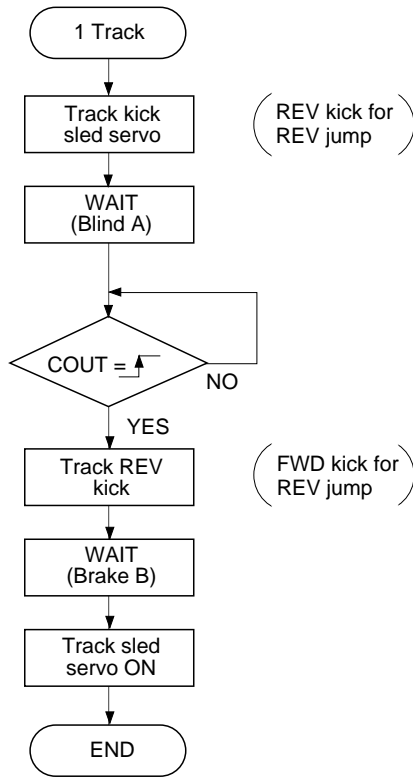 1 Track
Track kick
sled servo
REV kick for
REV jump
WAIT
(Blind A)
COUT =
NO
YES
Track REV
kick
FWD kick for
REV jump
WAIT
(Brake B)
Track sled
servo ON
END